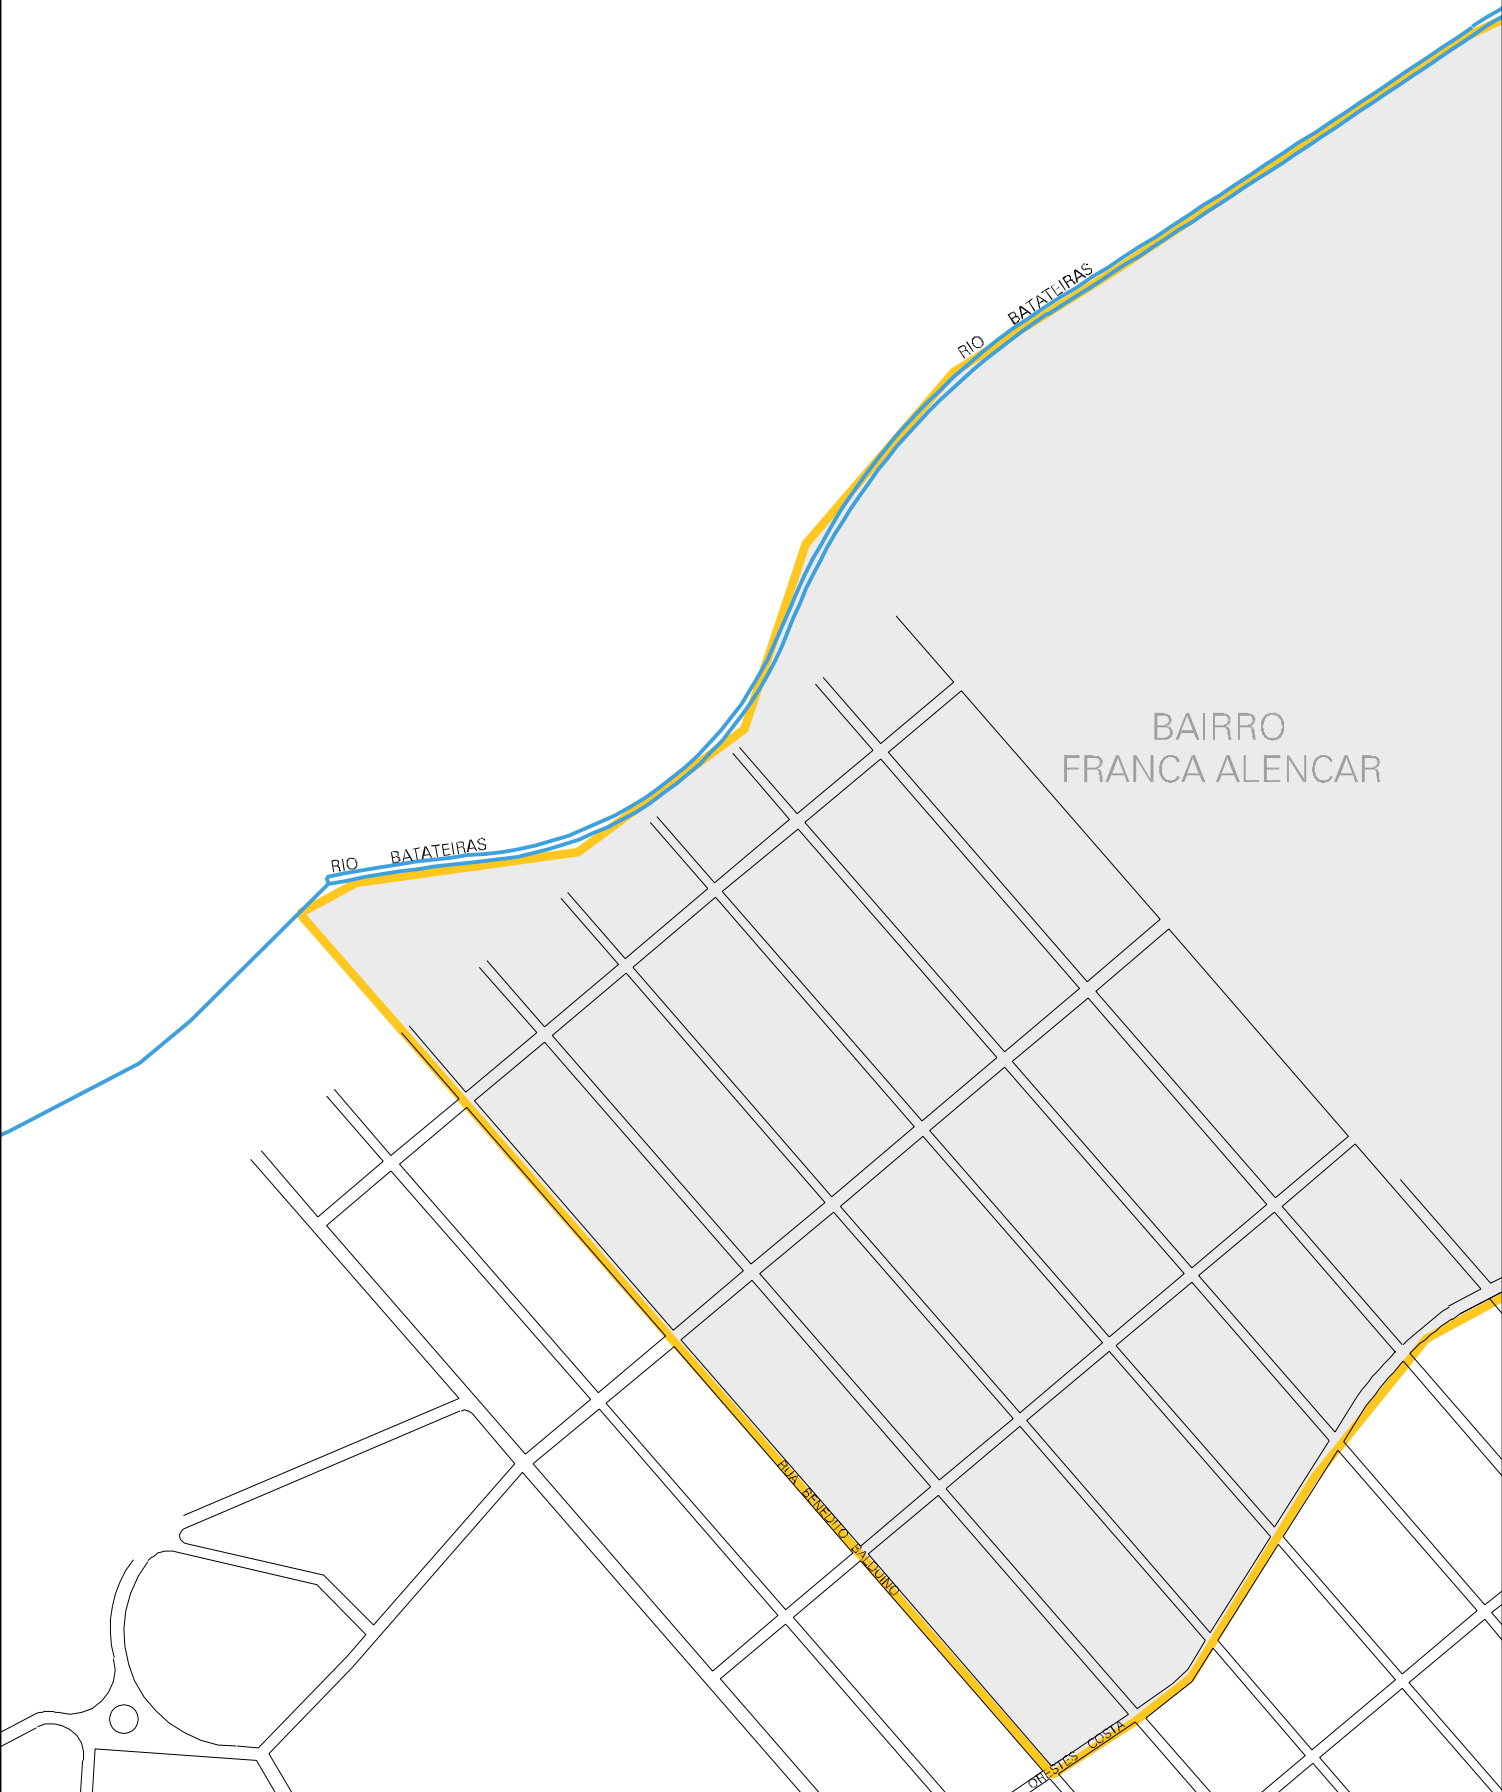 RIO BATATEIRAS
BAIRRO
FRANCA ALENCAR
RIO BATATEIRAS
RUA BENEDITO BALDUINO
ORESTES COSTA